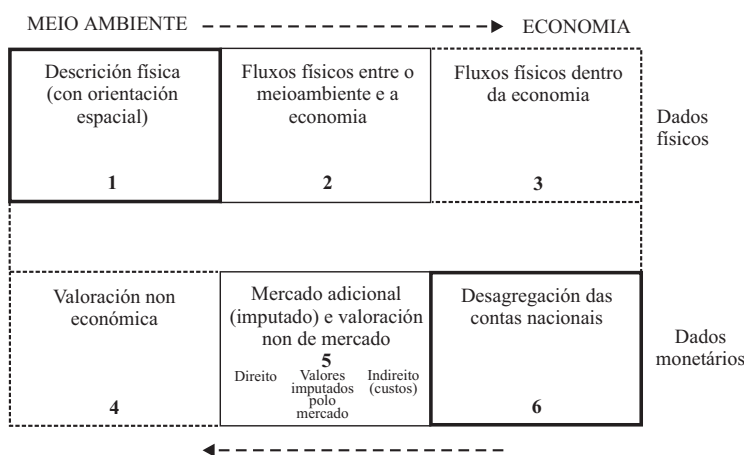 MEIO AMBIENTE
ECONOMIA
Descrición física
(con orientación
espacial)
1
Fluxos físicos entre o
meioambiente e a
economia
2
Fluxos físicos dentro
da economia
3
Dados
físicos
Valoración non
económica
4
Mercado adicional
(imputado) e valoración
non de mercado
5
Direito
Valores
imputados
polo
mercado
Indireito
(custos)
Desagregación das
contas nacionais
6
Dados
monetários